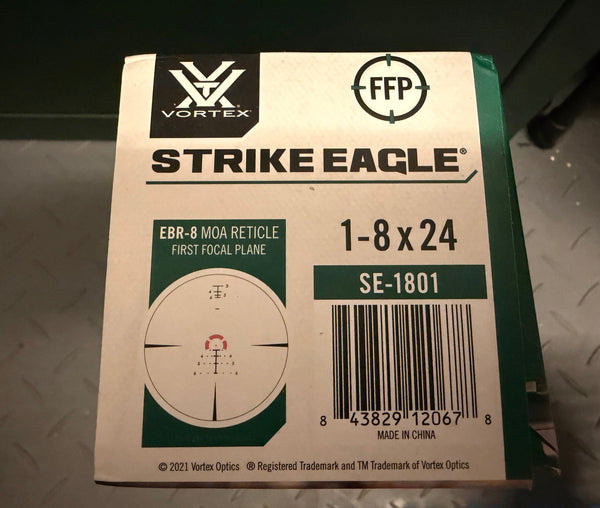 VORTEX®
FFP
STRIKE EAGLE®
EBR-8 MOA RETICLE
FIRST FOCAL PLANE
1-8 x 24
SE-1801
8 43829 12067 8
MADE IN CHINA
© 2021 Vortex Optics ® Registered Trademark and TM Trademark of Vortex Optics